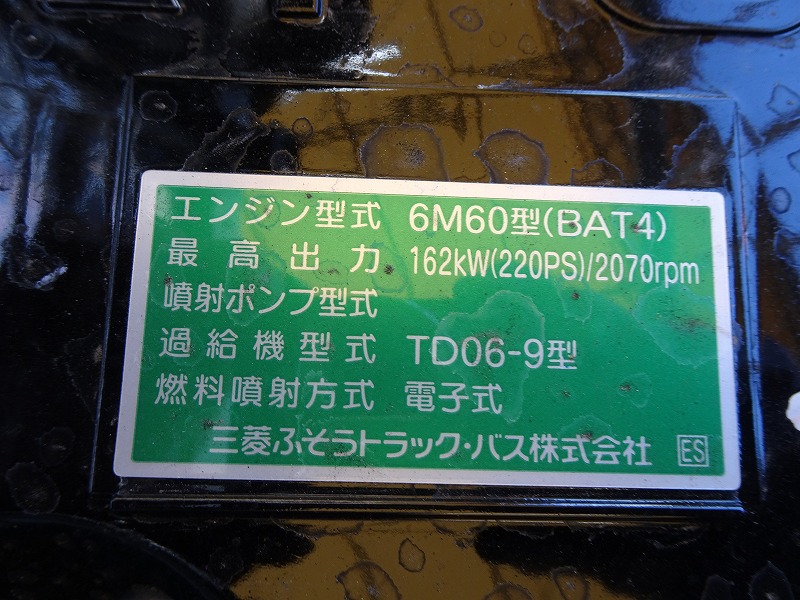 エンジン型式 6M60型(BAT4)
最高出力 162kW(220PS)/2070rpm
噴射ポンプ型式
過給機型式 TD06-9型
燃料噴射方式 電子式
三菱ふそうトラック・バス株式会社 ES